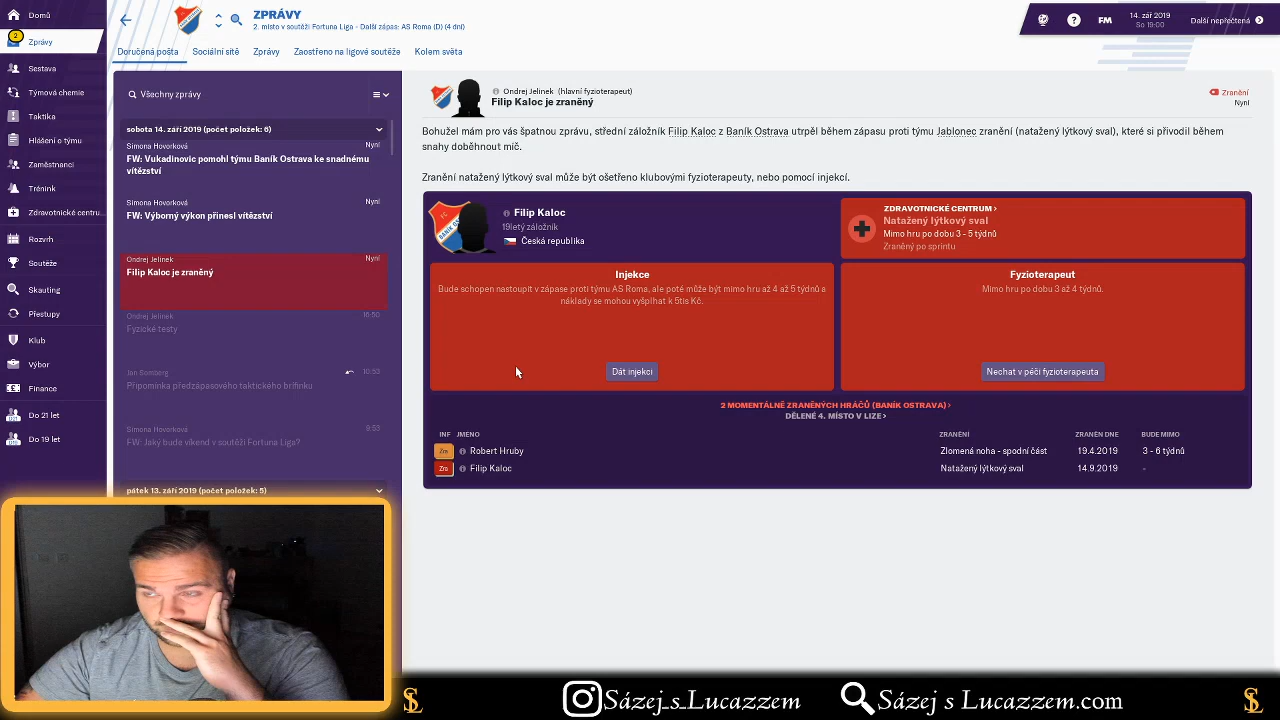 Domů
2
Zprávy
Sestava
Týmová chemie
Taktika
Hlášení o týmu
Zaměstnanci
Trénink
Zdravotnické centru...
Rozvrh
Soutěže
Skauting
Přestupy
Klub
Výbor
Finance
Do 21 let
Do 19 let
ZPRÁVY
2. místo v soutěži Fortuna Liga - Další zápas: AS Roma (D) (4 dní)
FM
14. zář 2019
So 19:00
Další nepřečtená
Doručená pošta Sociální sítě Zprávy Zaostřeno na ligové soutěže Kolem světa
Všechny zprávy
sobota 14. září 2019 (počet položek: 6)
Simona Hovorková Nyní
FW: Vukadinovic pomohl týmu Baník Ostrava ke snadnému
vítězství
Simona Hovorková Nyní
FW: Výborný výkon přinesl vítězství
Ondrej Jelinek Nyní
Filip Kaloc je zraněný
Ondrej Jelinek 16:50
Fyzické testy
Jan Somberg 10:53
Připomínka předzápasového taktického brífinku
Simona Hovorková 9:53
FW: Jaký bude víkend v soutěži Fortuna Liga?
pátek 13. září 2019 (počet položek: 5)
Ondrej Jelinek (hlavní fyzioterapeut)
Filip Kaloc je zraněný
Zranění
Nyní
Bohužel mám pro vás špatnou zprávu, střední záložník Filip Kaloc z Baník Ostrava utrpěl během zápasu proti týmu Jablonec zranění (natažený lýtkový sval), které si přivodil během
snahy doběhnout míč.
Zranění natažený lýtkový sval může být ošetřeno klubovými fyzioterapeuty, nebo pomocí injekcí.
Filip Kaloc
19letý záložník
Česká republika
ZDRAVOTNICKÉ CENTRUM >
Natažený lýtkový sval
Mimo hru po dobu 3 - 5 týdnů
Zraněný po sprintu
Injekce
Bude schopen nastoupit v zápase proti týmu AS Roma, ale poté může být mimo hru až 4 až 5 týdnů a
náklady se mohou vyšplhat k 5tis Kč.
Dát injekci
Fyzioterapeut
Mimo hru po dobu 3 až 4 týdnů.
Nechat v péči fyzioterapeuta
2 MOMENTÁLNĚ ZRANĚNÝCH HRÁČŮ (BANÍK OSTRAVA) >
DĚLENÉ 4. MÍSTO V LIZE >
INF JMÉNO ZRANĚNÍ ZRANĚN DNE BUDE MIMO
Zra Robert Hruby Zlomená noha - spodní část 19.4.2019 3 - 6 týdnů
Zra Filip Kaloc Natažený lýtkový sval 14.9.2019 -
Sázej_s_Lucazzem
Sázej s Lucazzem.com